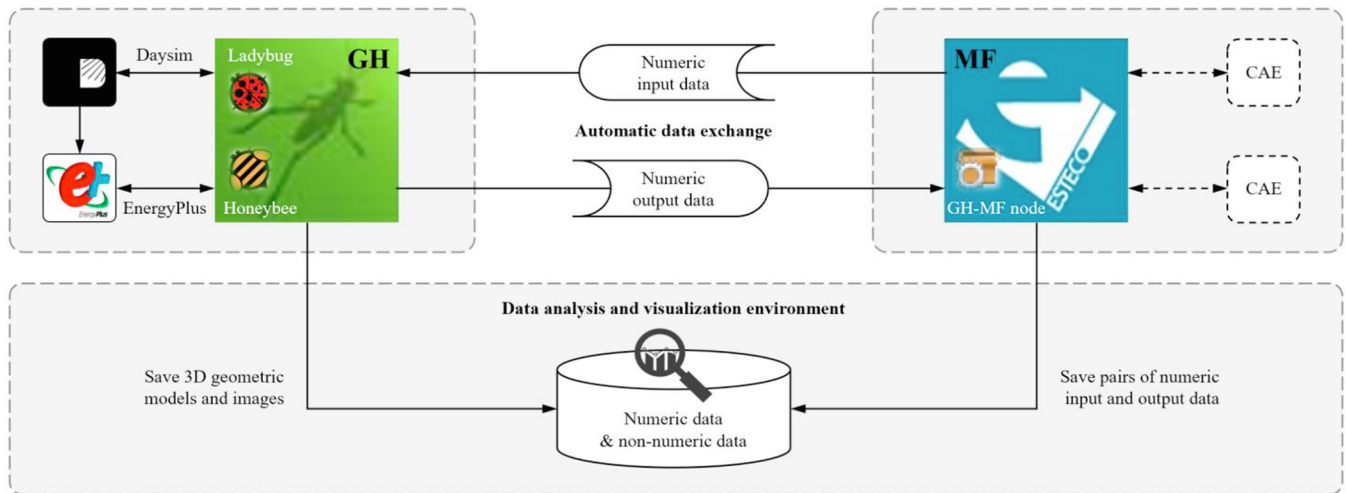 Daysim
Ladybug
GH
Numeric
input data
MF
CAE
Automatic data exchange
EnergyPlus
EnergyPlus
Honeybee
Numeric
output data
ESTECO
GH-MF node
CAE
Data analysis and visualization environment
Save 3D geometric
models and images
Numeric data
& non-numeric data
Save pairs of numeric
input and output data